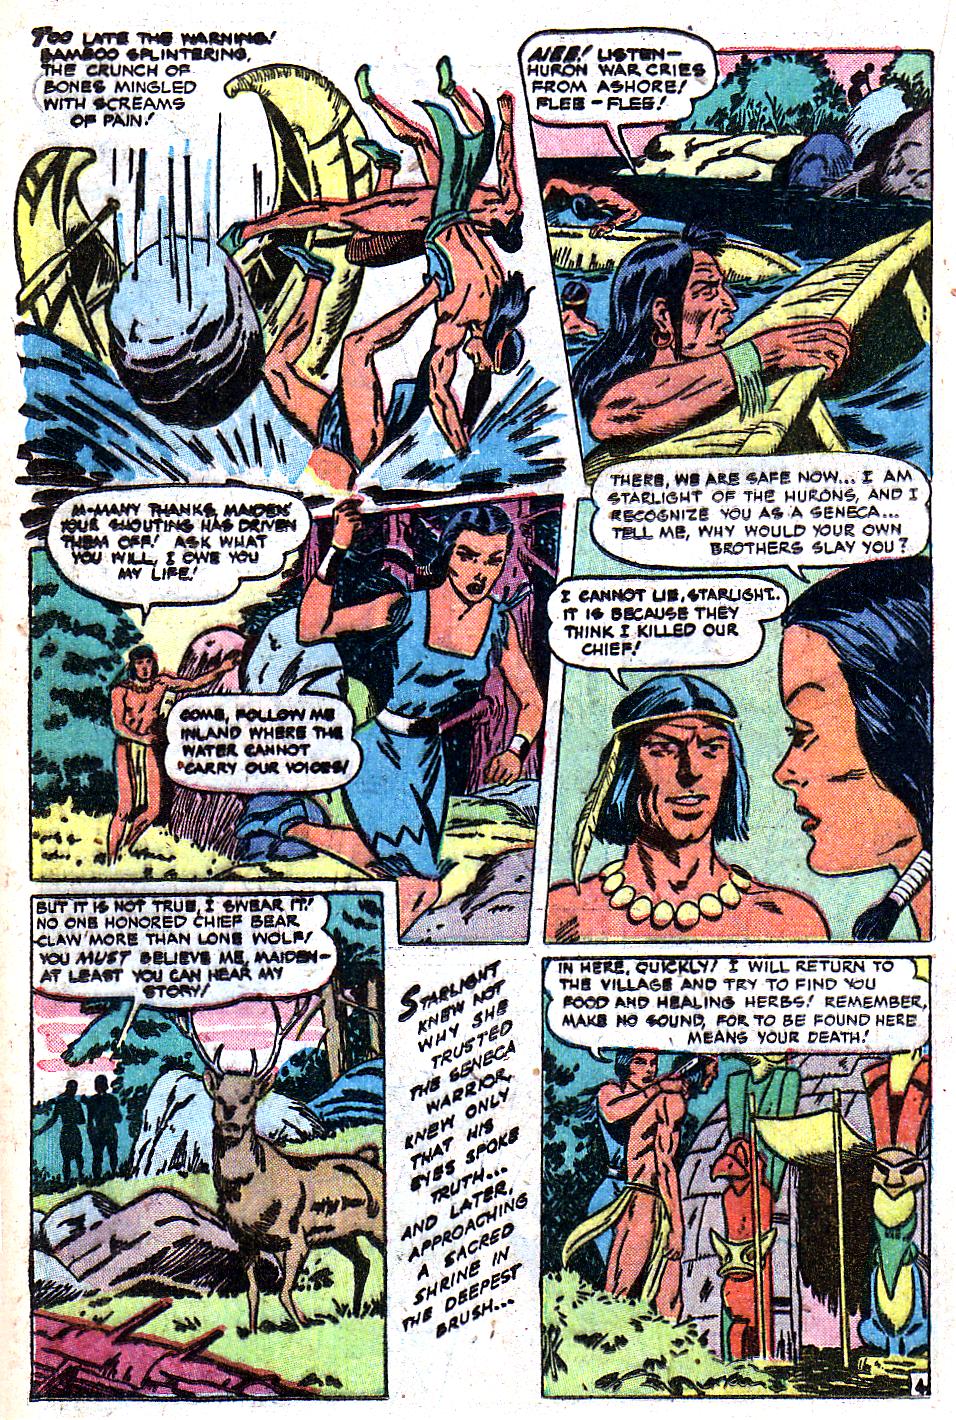 TOO LATE THE WARNING!
BAMBOO SPLINTERING,
THE CRUNCH OF
BONES MINGLED
WITH SCREAMS
OF PAIN!
AIEE! LISTEN-
HURON WAR CRIES
FROM ASHORE!
FLEE - FLEE!
M-MANY THANKS, MAIDEN!
YOUR SHOUTING HAS DRIVEN
THEM OFF! ASK WHAT
YOU WILL, I OWE YOU
MY LIFE!
COME, FOLLOW ME
INLAND WHERE THE
WATER CANNOT
CARRY OUR VOICES!
THERE, WE ARE SAFE NOW... I AM
STARLIGHT OF THE HURONS, AND I
RECOGNIZE YOU AS A SENECA...
TELL ME, WHY WOULD YOUR OWN
BROTHERS SLAY YOU?
I CANNOT LIE, STARLIGHT.
IT IS BECAUSE THEY
THINK I KILLED OUR
CHIEF!
BUT IT IS NOT TRUE, I SWEAR IT!
NO ONE HONORED CHIEF BEAR
CLAW MORE THAN LONE WOLF!
YOU MUST BELIEVE ME, MAIDEN-
AT LEAST YOU CAN HEAR MY
STORY!
STARLIGHT
KNEW NOT
WHY SHE
TRUSTED
THE SENECA
WARRIOR,
KNEW ONLY
THAT HIS
EYES SPOKE
TRUTH...
AND LATER,
APPROACHING
A SACRED
SHRINE IN
THE DEEPEST
BRUSH...
IN HERE, QUICKLY! I WILL RETURN TO
THE VILLAGE AND TRY TO FIND YOU
FOOD AND HEALING HERBS! REMEMBER,
MAKE NO SOUND, FOR TO BE FOUND HERE
MEANS YOUR DEATH!
4